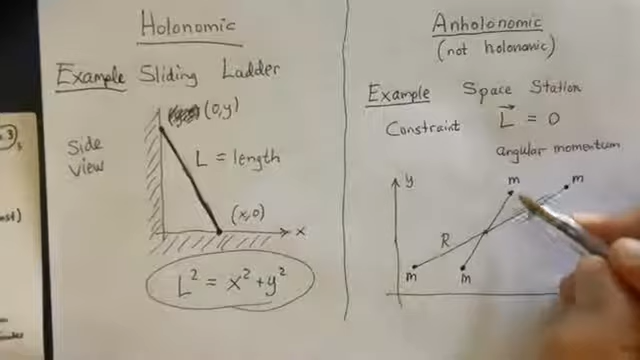 Holonomic
Example Sliding Ladder
Side
view
(0,y)
L = length
(x,0)
x
L² = x² + y²
Anholonomic
(not holonomic)
Example Space Station
Constraint L⃗ = 0
angular momentum
y
m
m
R
m
m